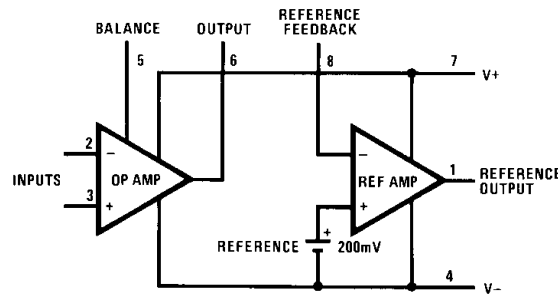 BALANCE
OUTPUT
REFERENCE
FEEDBACK
5
6
8
7
V+
2
−
OP AMP
INPUTS
3
+
−
REF AMP
+
1
REFERENCE
OUTPUT
REFERENCE
+
200mV
4
V−